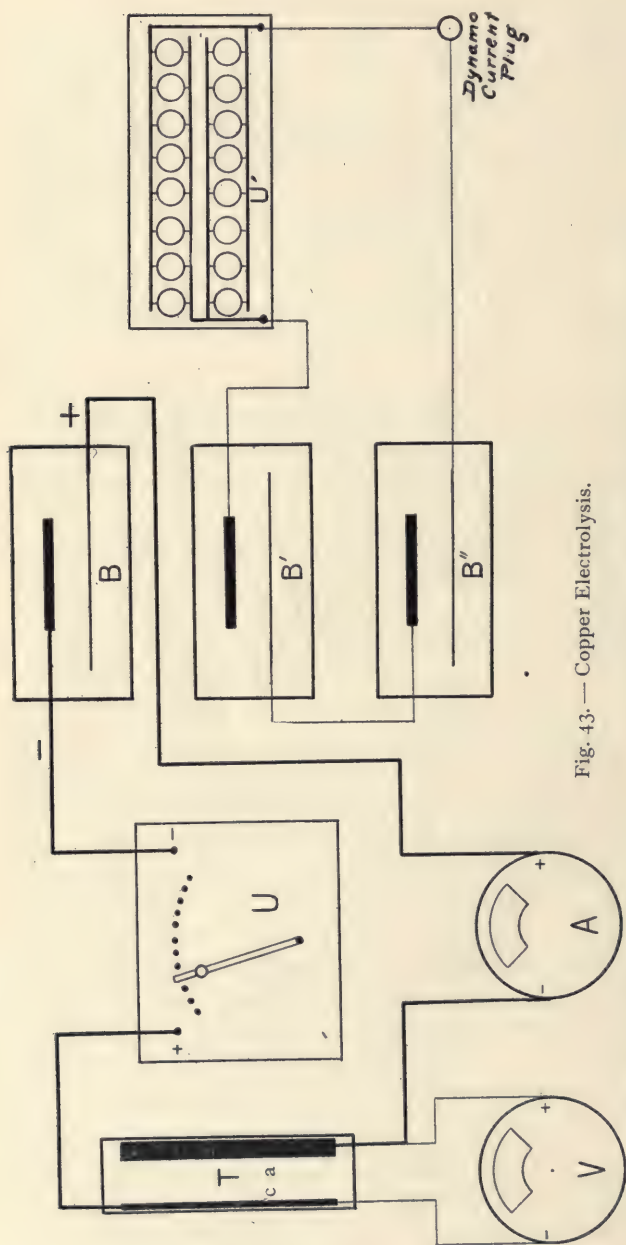 Dynamo
Current
Plug
U'
+
B
B'
B"
-
- U
+
+
A
-
T
c a
+
V
-
Fig. 43. — Copper Electrolysis.